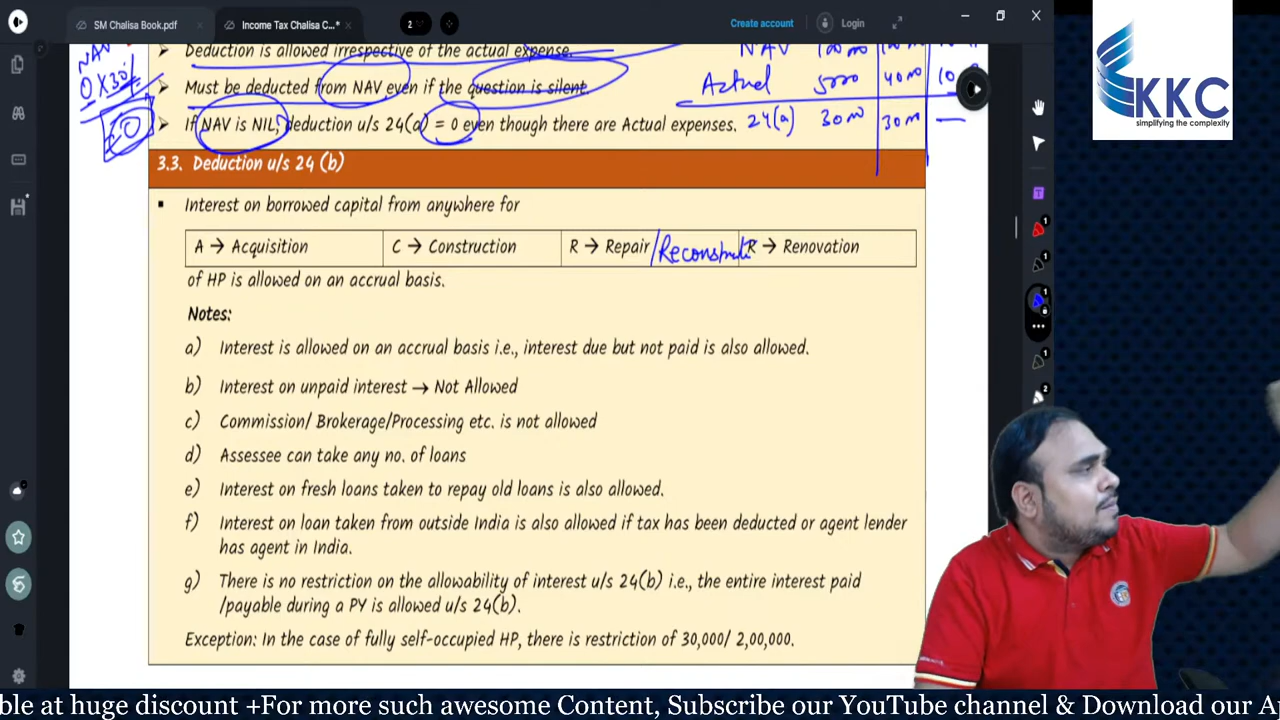 SM Chalisa Book.pdf
Income Tax Chalisa C...*
2
Create account
Login
KKC
simplifying the complexity
NAV
0 X 30%
= 0
➤ Deduction is allowed irrespective of the actual expense.
➤ Must be deducted from NAV even if the question is silent.
➤ If NAV is NIL, deduction u/s 24(a) = 0 even though there are Actual expenses.
NAV
Actual 5000 40000
24(a) 30000 30000 —
3.3. Deduction u/s 24 (b)
▪ Interest on borrowed capital from anywhere for
A → Acquisition C → Construction R → Repair /Reconstruct R → Renovation
of HP is allowed on an accrual basis.
Notes:
a) Interest is allowed on an accrual basis i.e., interest due but not paid is also allowed.
b) Interest on unpaid interest → Not Allowed
c) Commission/ Brokerage/Processing etc. is not allowed
d) Assessee can take any no. of loans
e) Interest on fresh loans taken to repay old loans is also allowed.
f) Interest on loan taken from outside India is also allowed if tax has been deducted or agent lender
has agent in India.
g) There is no restriction on the allowability of interest u/s 24(b) i.e., the entire interest paid
/payable during a PY is allowed u/s 24(b).
Exception: In the case of fully self-occupied HP, there is restriction of 30,000/ 2,00,000.
ble at huge discount +For more such awesome Content, Subscribe our YouTube channel & Download our A